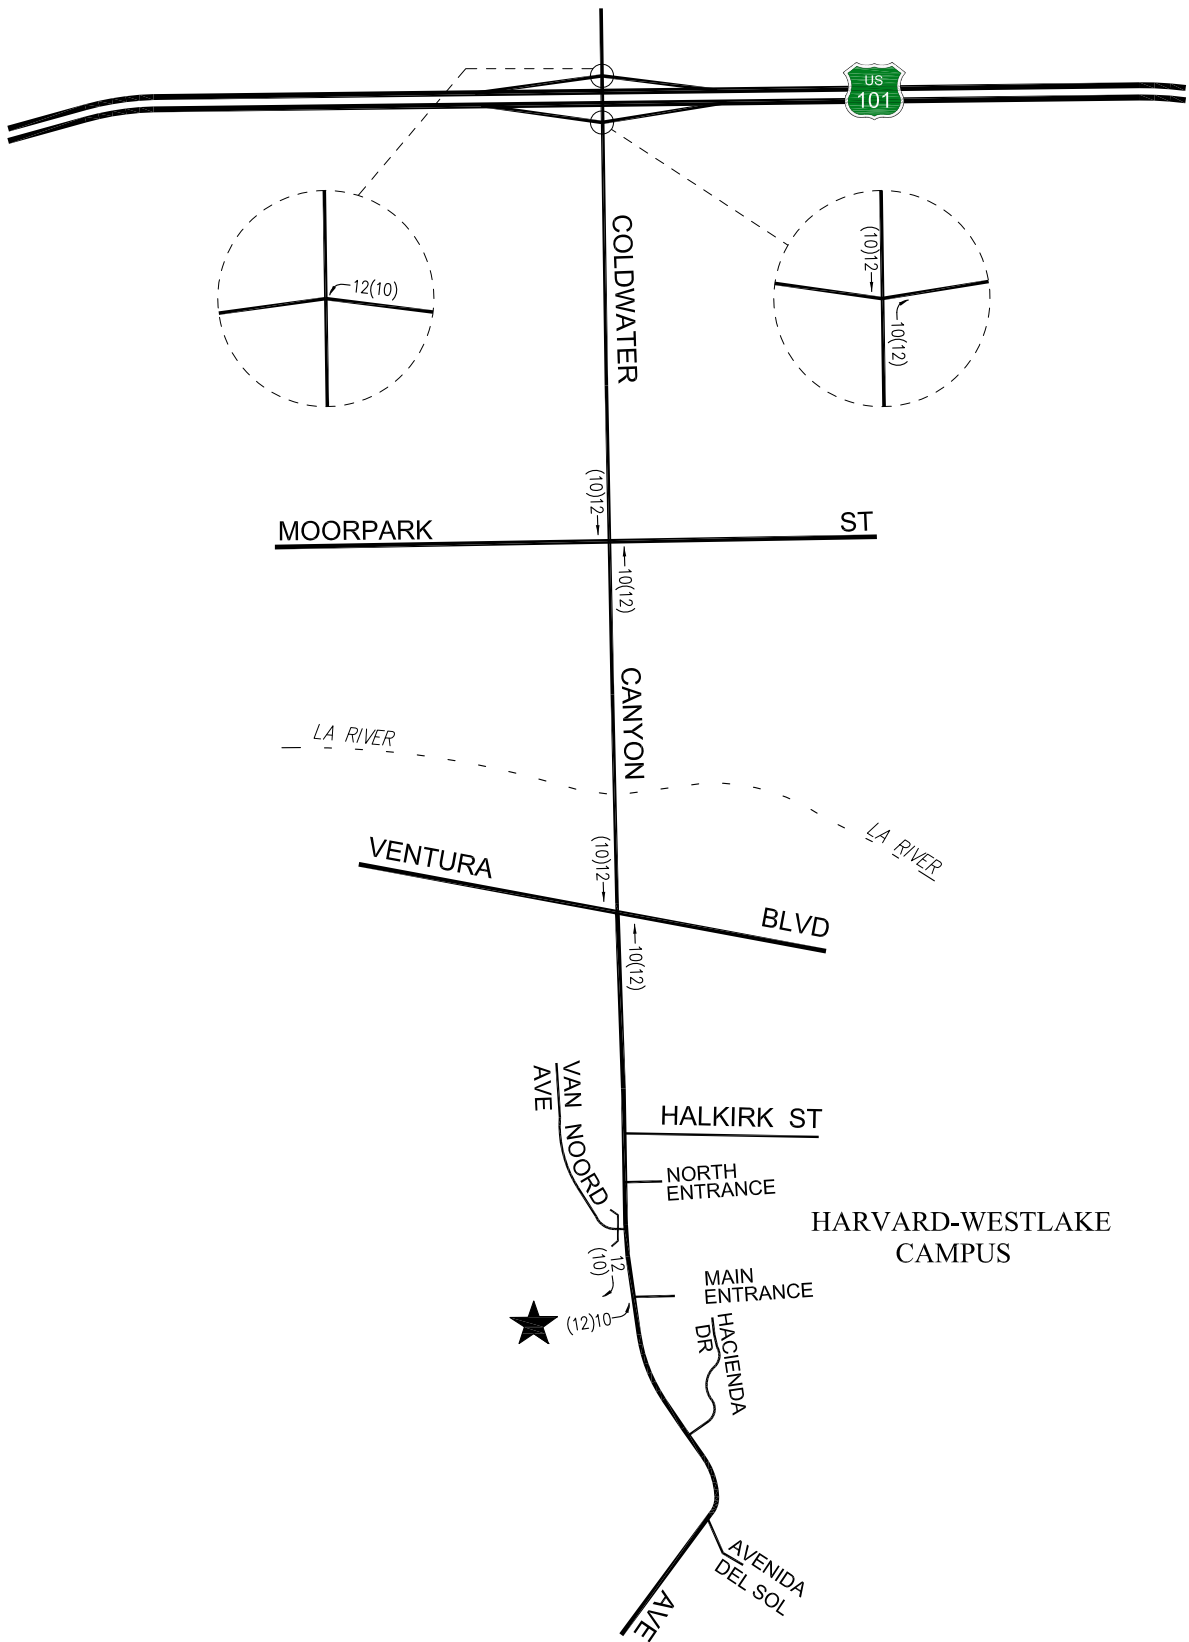 US
101
COLDWATER
12(10)
(10)12
10(12)
(10)12
MOORPARK
ST
10(12)
CANYON
LA RIVER
LA RIVER
VENTURA
(10)12
BLVD
10(12)
VAN NOORD
AVE
HALKIRK ST
NORTH
ENTRANCE
HARVARD-WESTLAKE
CAMPUS
12
(10)
MAIN
ENTRANCE
(12)10
HACIENDA
DR
AVENIDA
DEL SOL
AVE